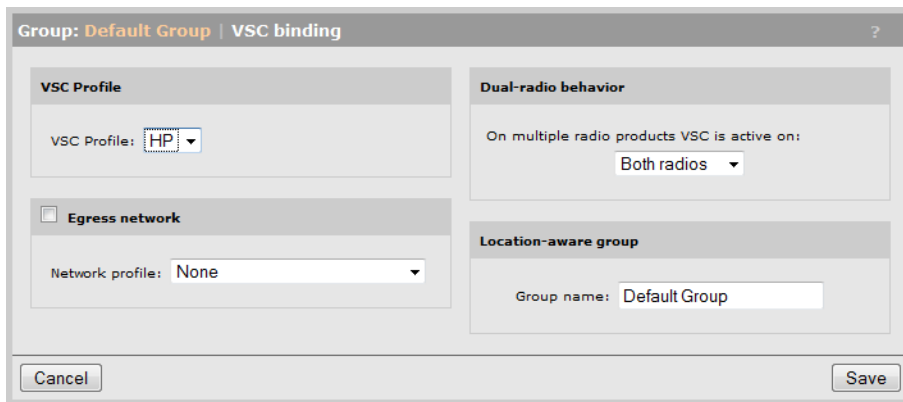 Group: Default Group | VSC binding ?
VSC Profile
VSC Profile: HP
Egress network
Network profile: None
Dual-radio behavior
On multiple radio products VSC is active on:
Both radios
Location-aware group
Group name: Default Group
Cancel
Save